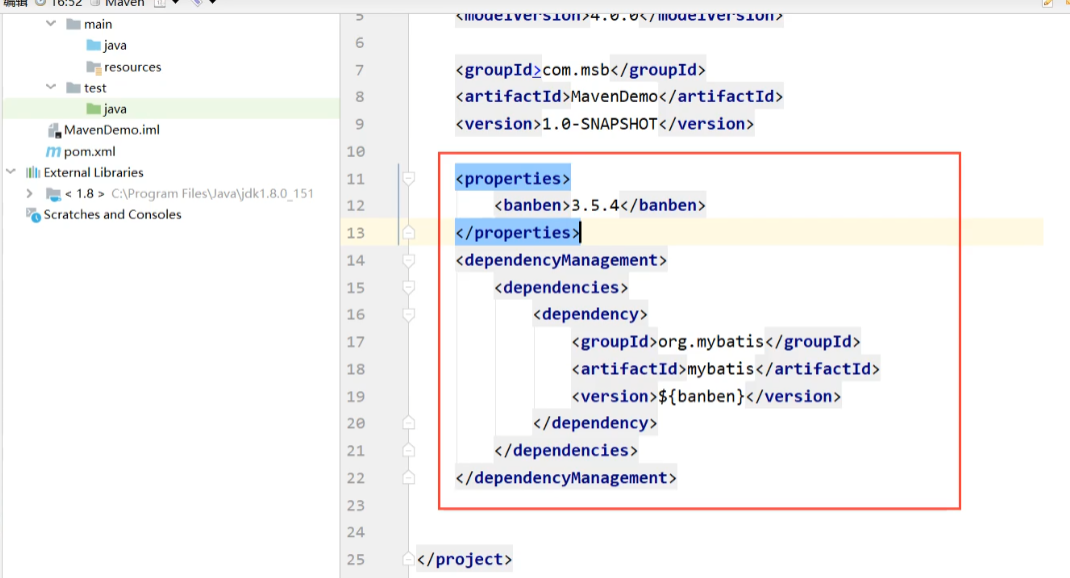 编辑 16:52 Maven
main
java
resources
test
java
MavenDemo.iml
pom.xml
External Libraries
< 1.8 > C:\Program Files\Java\jdk1.8.0_151
Scratches and Consoles
5 <modelVersion>4.0.0</modelVersion>
6
7 <groupId>com.msb</groupId>
8 <artifactId>MavenDemo</artifactId>
9 <version>1.0-SNAPSHOT</version>
10
11 <properties>
12 <banben>3.5.4</banben>
13 </properties>
14 <dependencyManagement>
15 <dependencies>
16 <dependency>
17 <groupId>org.mybatis</groupId>
18 <artifactId>mybatis</artifactId>
19 <version>${banben}</version>
20 </dependency>
21 </dependencies>
22 </dependencyManagement>
23
24
25 </project>